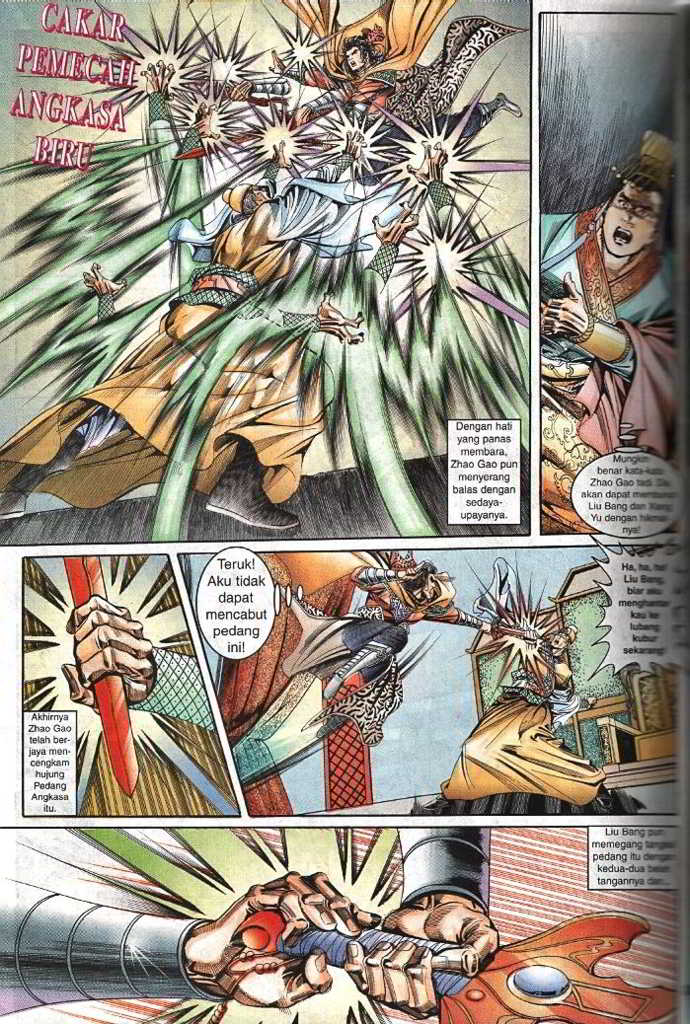 CAKAR
PEMECAH
ANGKASA
BIRU
Dengan hati
yang panas
membara,
Zhao Gao pun
menyerang
balas dengan
sedaya-
upayanya.
Mungkin
benar kata-kata
Zhao Gao tadi. Dia
akan dapat
Liu Bang dan Xiang
Yu dengan
nya!
Akhirnya
Zhao Gao
telah ber-
jaya men-
cengkam
hujung
Pedang
Angkasa
itu.
Teruk!
Aku tidak
dapat
mencabut
pedang
ini!
Ha, ha, ha!
Liu Bang,
biar aku
menghantar
kau ke
lubang
kubur
sekarang!
Liu Bang pun
memegang tangkai
pedang itu dengan
kedua-dua belah
tangannya dan...